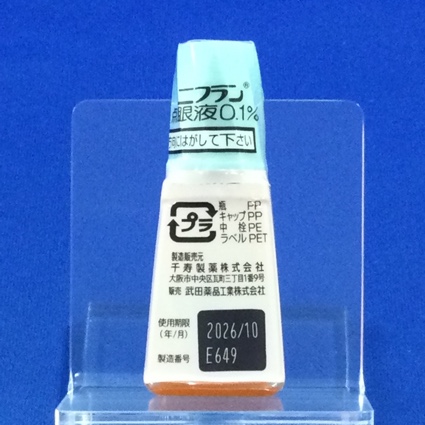 ニフラン®
点眼液0.1%
方向にはがして下さい
プラ
瓶 PP
キャップ PP
中栓 PE
ラベル PET
製造販売元
千寿製薬株式会社
大阪市中央区瓦町三丁目1番9号
販売 武田薬品工業株式会社
使用期限
(年/月)
2026/10
製造番号
E649